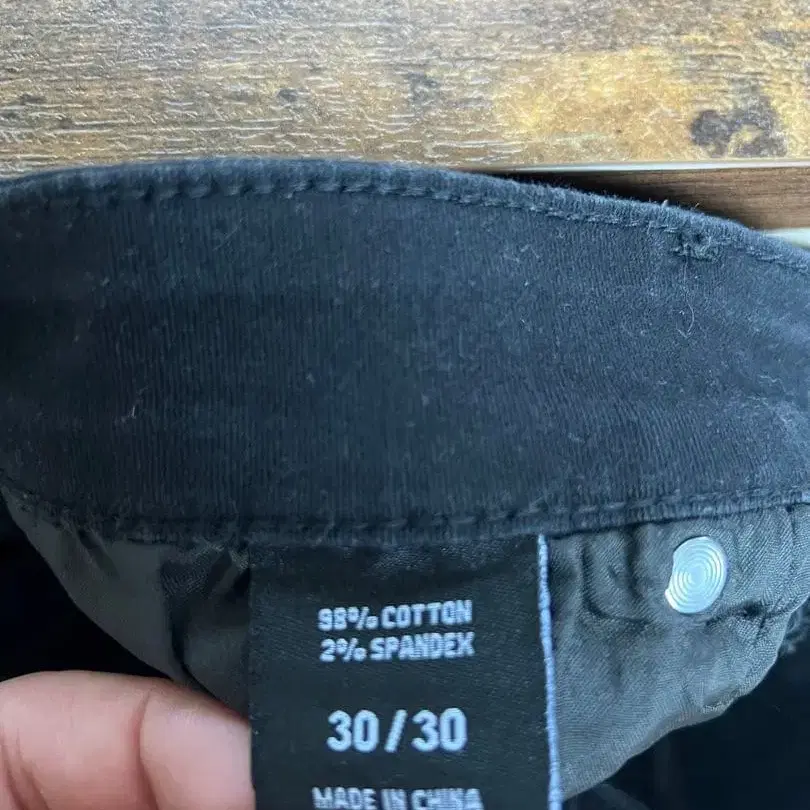 98% COTTON
2% SPANDEX
30 / 30
MADE IN CHINA